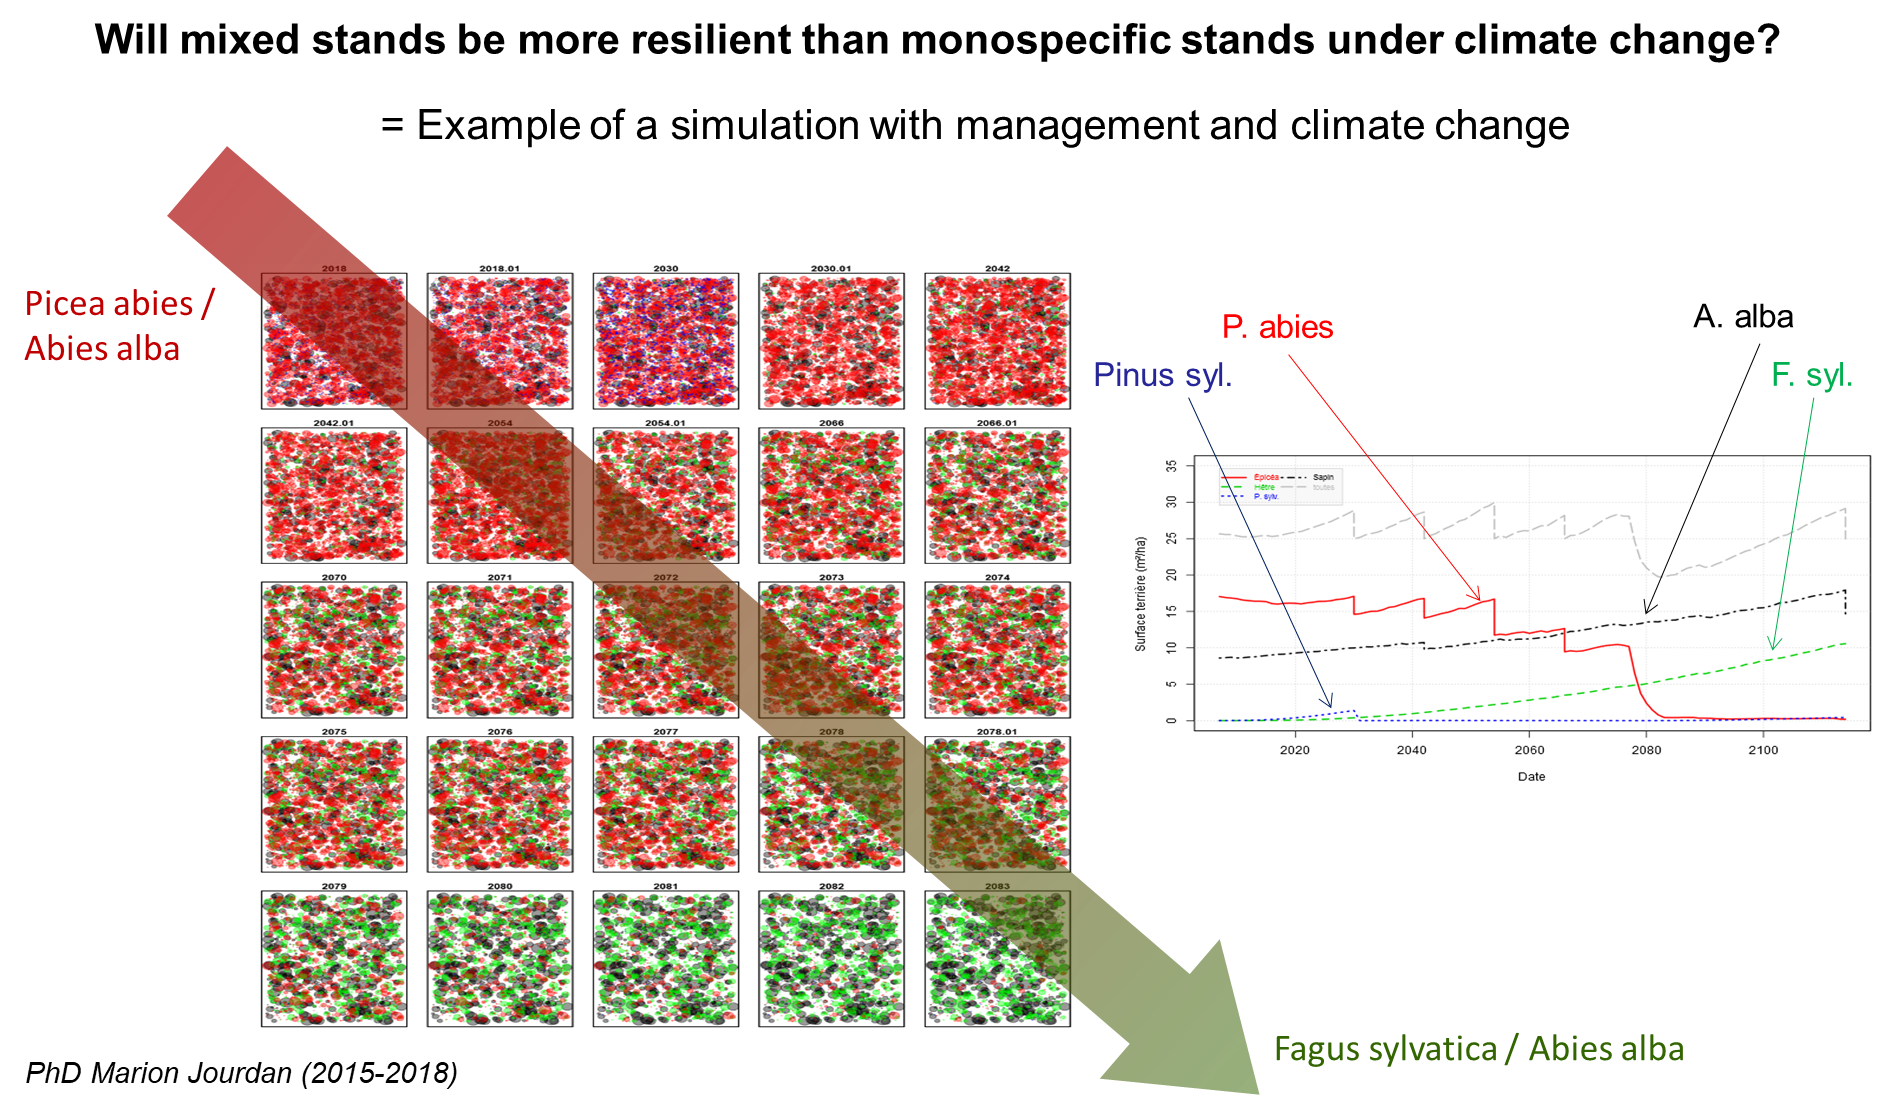 Will mixed stands be more resilient than monospecific stands under climate change?
= Example of a simulation with management and climate change
Picea abies /
Abies alba
2018
2018.01
2030
2030.01
2042
2042.01
2054
2054.01
2066
2066.01
2070
2071
2072
2073
2074
2075
2076
2077
2078
2078.01
2079
2080
2081
2082
2083
P. abies
A. alba
Pinus syl.
F. syl.
Surface terrière (m²/ha)
35
30
25
20
15
10
5
0
Epicéa
Sapin
Hêtre
toutes
P. sylv.
2020
2040
2060
2080
2100
Date
Fagus sylvatica / Abies alba
PhD Marion Jourdan (2015-2018)